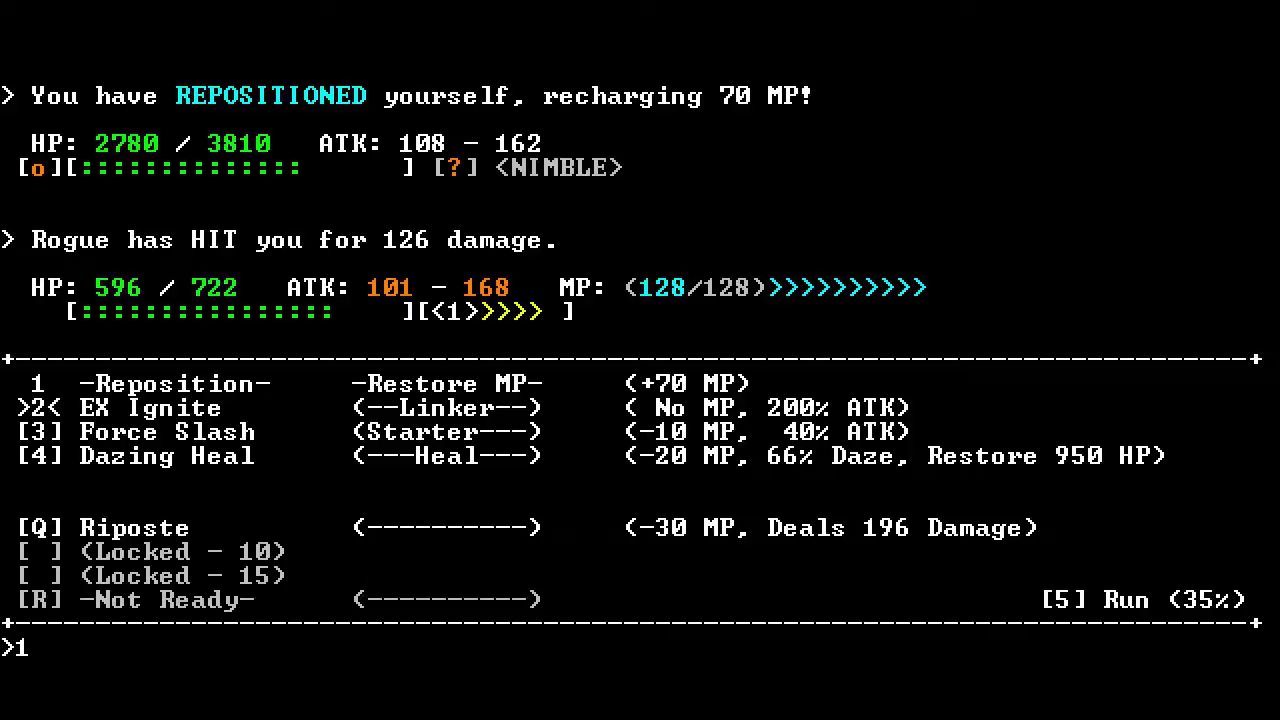 > You have REPOSITIONED yourself, recharging 70 MP!
HP: 2780 / 3810   ATK: 108 - 162
[o][::::::::::::::      ] [?] <NIMBLE>
> Rogue has HIT you for 126 damage.
HP: 596 / 722   ATK: 101 - 168   MP: (128/128)>>>>>>>>>>
[::::::::::::::::    ][<1>>>>> ]
+------------------------------------------------------------------------------+
1  -Reposition-     -Restore MP-     (+70 MP)
>2< EX Ignite        (--Linker--)     ( No MP, 200% ATK)
[3] Force Slash      (Starter---)     (-10 MP,  40% ATK)
[4] Dazing Heal      (---Heal---)     (-20 MP, 66% Daze, Restore 950 HP)
[Q] Riposte          (----------)     (-30 MP, Deals 196 Damage)
[ ] (Locked - 10)
[ ] (Locked - 15)
[R] -Not Ready-      (----------)                               [5] Run (35%)
+------------------------------------------------------------------------------+
>1